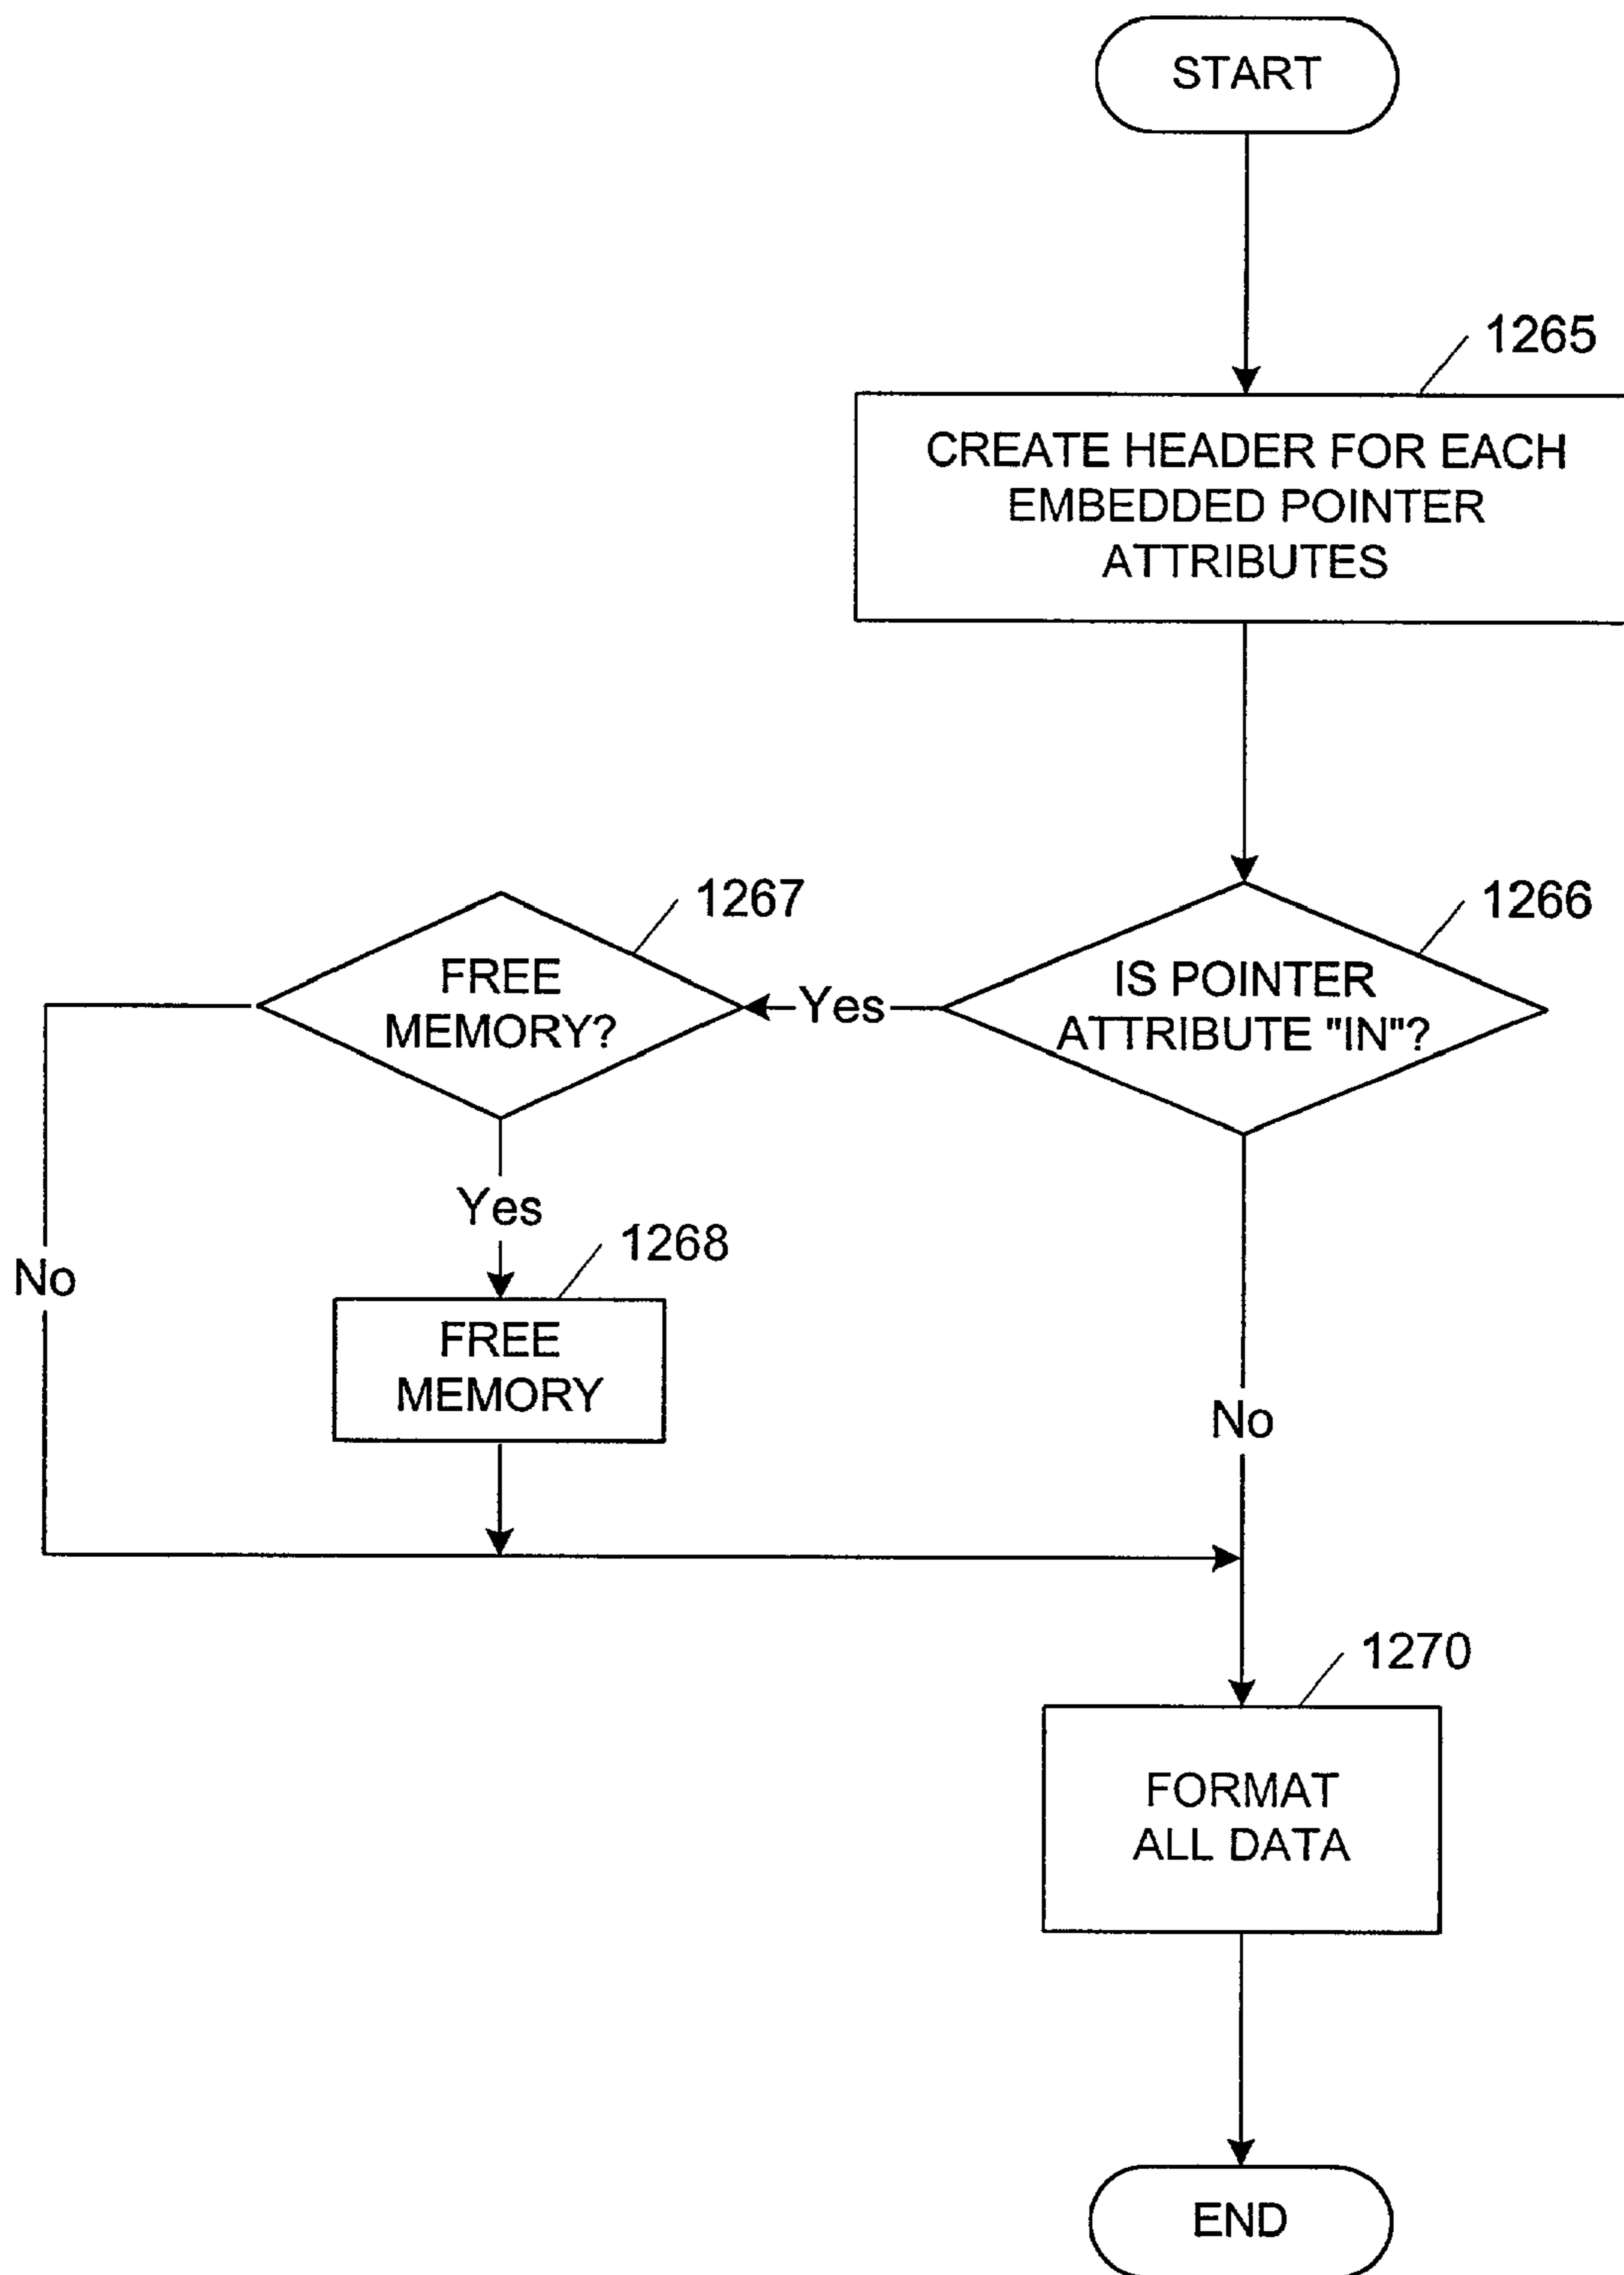 START
1265
CREATE HEADER FOR EACH
EMBEDDED POINTER
ATTRIBUTES
1267
1266
FREE
MEMORY?
Yes
IS POINTER
ATTRIBUTE "IN"?
Yes
1268
No
FREE
MEMORY
No
1270
FORMAT
ALL DATA
END